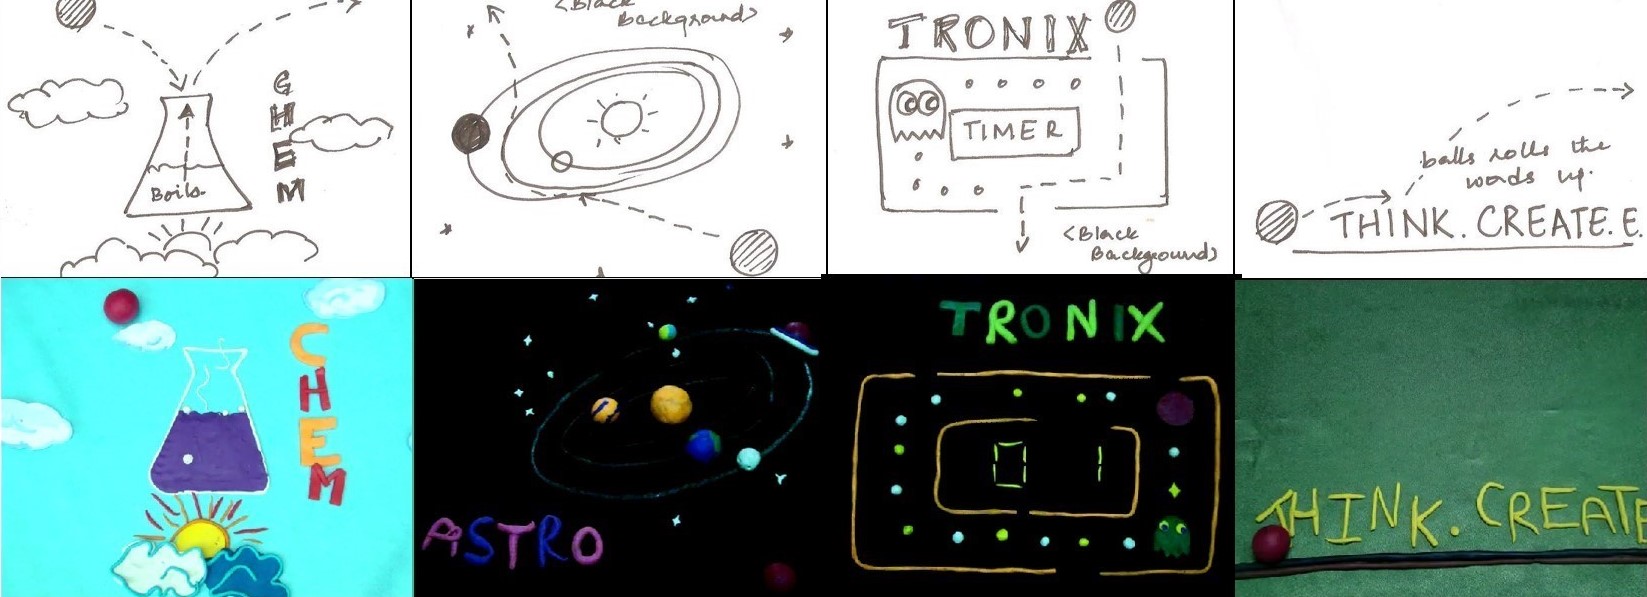 C
H
E
M
Boils.
<Black
Background>
TRONIX
TIMER
<Black
Background>
balls rolls the
words up.
THINK. CREATE. E.
C
H
E
M
ASTRO
TRONIX
01
THINK. CREATE